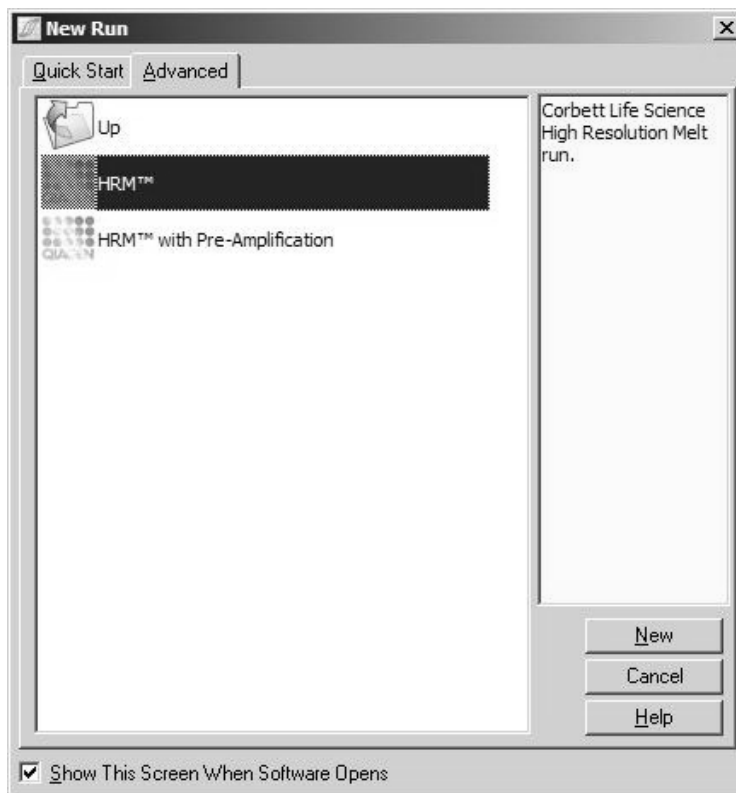 New Run
Quick Start Advanced
Up
HRM™
HRM™ with Pre-Amplification
QIAGEN
Corbett Life Science
High Resolution Melt
run.
New
Cancel
Help
Show This Screen When Software Opens